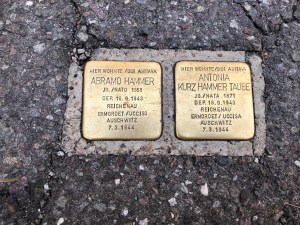 HIER WOHNTE/QUI ABITAVA
ABRAMO HAMMER
JG./NATO
DEP. 16.9.1943
REICHENAU
ERMORDET/UCCISO
AUSCHWITZ
7.3.1944
HIER WOHNTE/QUI ABITAVA
ANTONIA
KURZ HAMMER TAUBE
JG./NATA 1871
DEP. 16.9.1943
REICHENAU
ERMORDET/UCCISA
AUSCHWITZ
7.3.1944